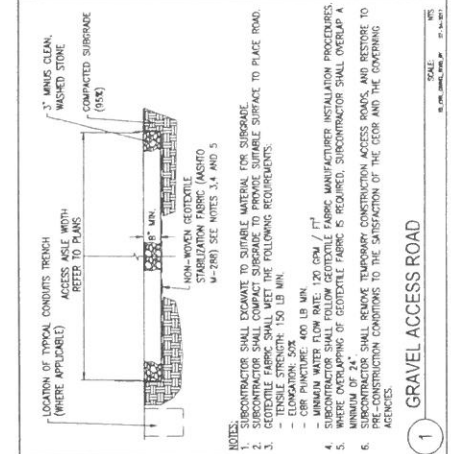 LOCATION OF TYPICAL CONDUITS TRENCH
(WHERE APPLICABLE)
ACCESS AISLE WIDTH
REFER TO PLANS
3" MINUS CLEAN,
WASHED STONE
COMPACTED SUBGRADE
(95%)
8" MIN.
NON-WOVEN GEOTEXTILE
STABILIZATION FABRIC (AASHTO
M-288) SEE NOTES 3,4 AND 5
NOTES:
1. SUBCONTRACTOR SHALL EXCAVATE TO SUITABLE MATERIAL FOR SUBGRADE.
2. SUBCONTRACTOR SHALL COMPACT SUBGRADE TO PROVIDE SUITABLE SURFACE TO PLACE ROAD.
3. GEOTEXTILE FABRIC SHALL MEET THE FOLLOWING REQUIREMENTS:
- TENSILE STRENGTH: 150 LB MIN.
- ELONGATION: 50%
- CBR PUNCTURE: 400 LB MIN.
- MINIMUM WATER FLOW RATE: 120 GPM / FT²
4. SUBCONTRACTOR SHALL FOLLOW GEOTEXTILE FABRIC MANUFACTURER INSTALLATION PROCEDURES.
5. WHERE OVERLAPPING OF GEOTEXTILE FABRIC IS REQUIRED, SUBCONTRACTOR SHALL OVERLAP A
MINIMUM OF 24".
6. SUBCONTRACTOR SHALL REMOVE TEMPORARY CONSTRUCTION ACCESS ROADS, AND RESTORE TO
PRE-CONSTRUCTION CONDITIONS TO THE SATISFACTION OF THE CEOR AND THE GOVERNING
AGENCIES.
1
GRAVEL ACCESS ROAD
SCALE: NTS